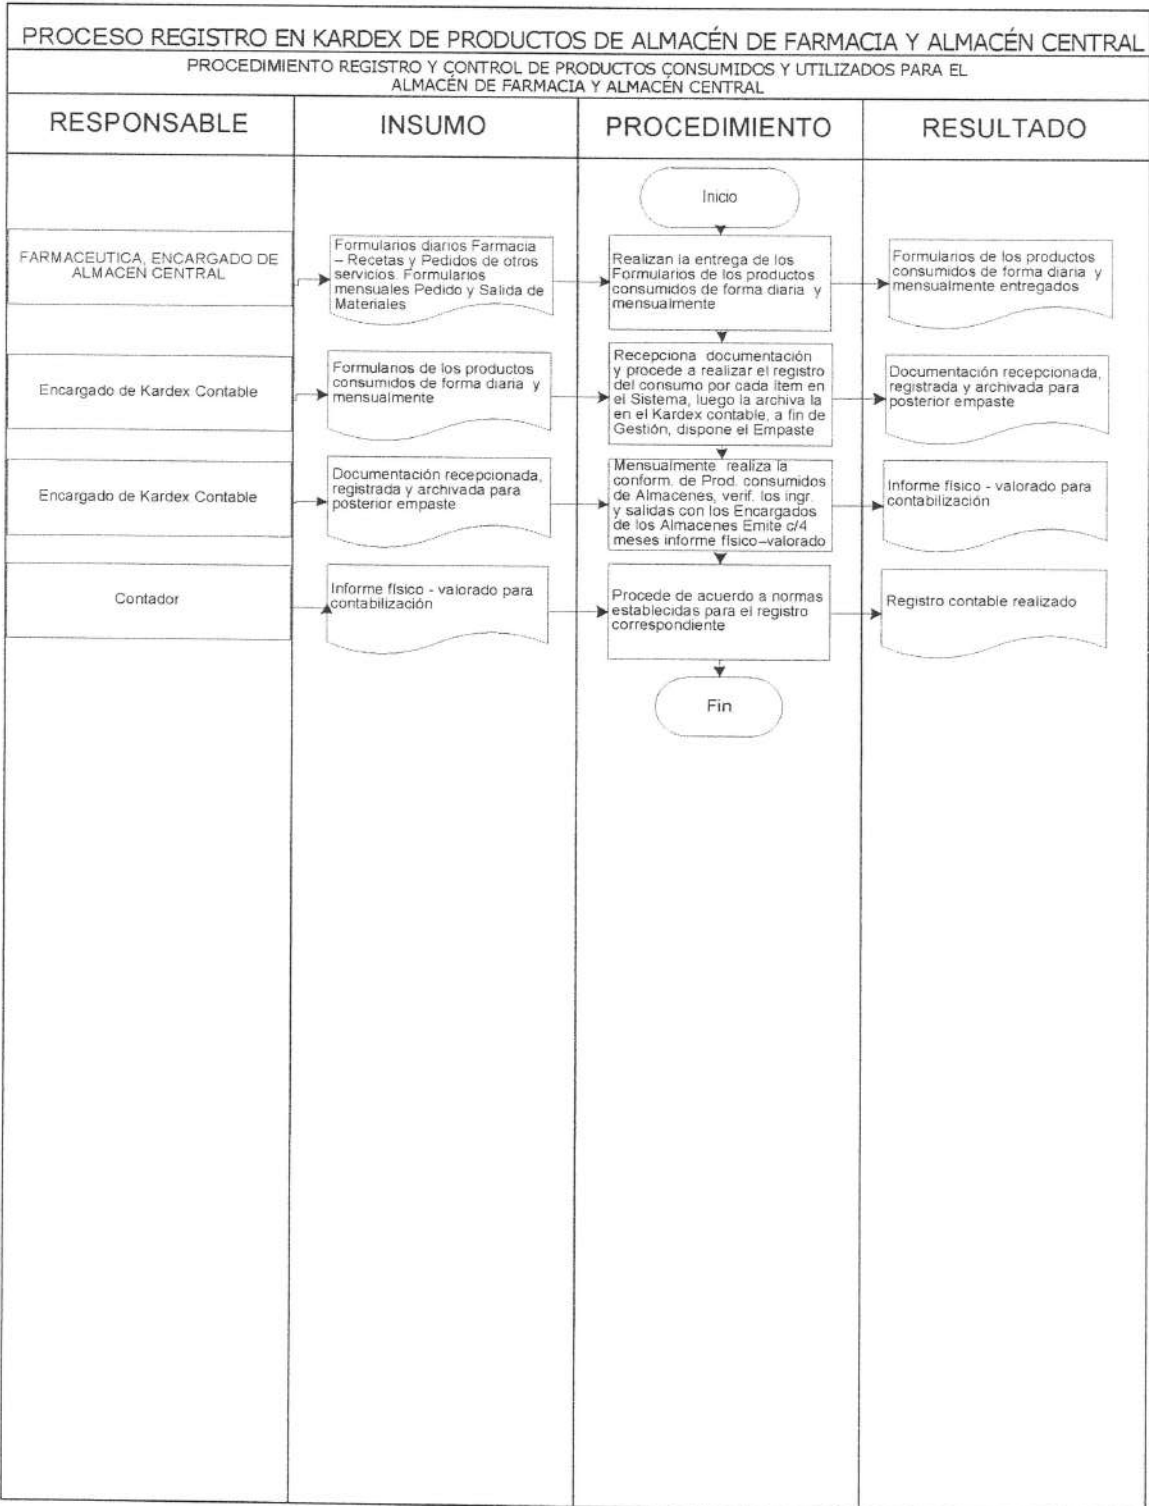 PROCESO REGISTRO EN KARDEX DE PRODUCTOS DE ALMACÉN DE FARMACIA Y ALMACÉN CENTRAL
PROCEDIMIENTO REGISTRO Y CONTROL DE PRODUCTOS CONSUMIDOS Y UTILIZADOS PARA EL
ALMACÉN DE FARMACIA Y ALMACÉN CENTRAL
RESPONSABLE
INSUMO
PROCEDIMIENTO
RESULTADO
Inicio
FARMACEUTICA, ENCARGADO DE
ALMACEN CENTRAL
Formularios diarios Farmacia
– Recetas y Pedidos de otros
servicios. Formularios
mensuales Pedido y Salida de
Materiales
Realizan la entrega de los
Formularios de los productos
consumidos de forma diaria y
mensualmente
Formularios de los productos
consumidos de forma diaria y
mensualmente entregados
Encargado de Kardex Contable
Formularios de los productos
consumidos de forma diaria y
mensualmente
Recepciona documentación
y procede a realizar el registro
del consumo por cada item en
el Sistema, luego la archiva la
en el Kardex contable, a fin de
Gestión, dispone el Empaste
Documentación recepcionada,
registrada y archivada para
posterior empaste
Encargado de Kardex Contable
Documentación recepcionada,
registrada y archivada para
posterior empaste
Mensualmente realiza la
conform. de Prod. consumidos
de Almacenes, verif. los ingr.
y salidas con los Encargados
de los Almacenes Emite c/4
meses informe físico–valorado
Informe físico - valorado para
contabilización
Contador
Informe físico - valorado para
contabilización
Procede de acuerdo a normas
establecidas para el registro
correspondiente
Registro contable realizado
Fin